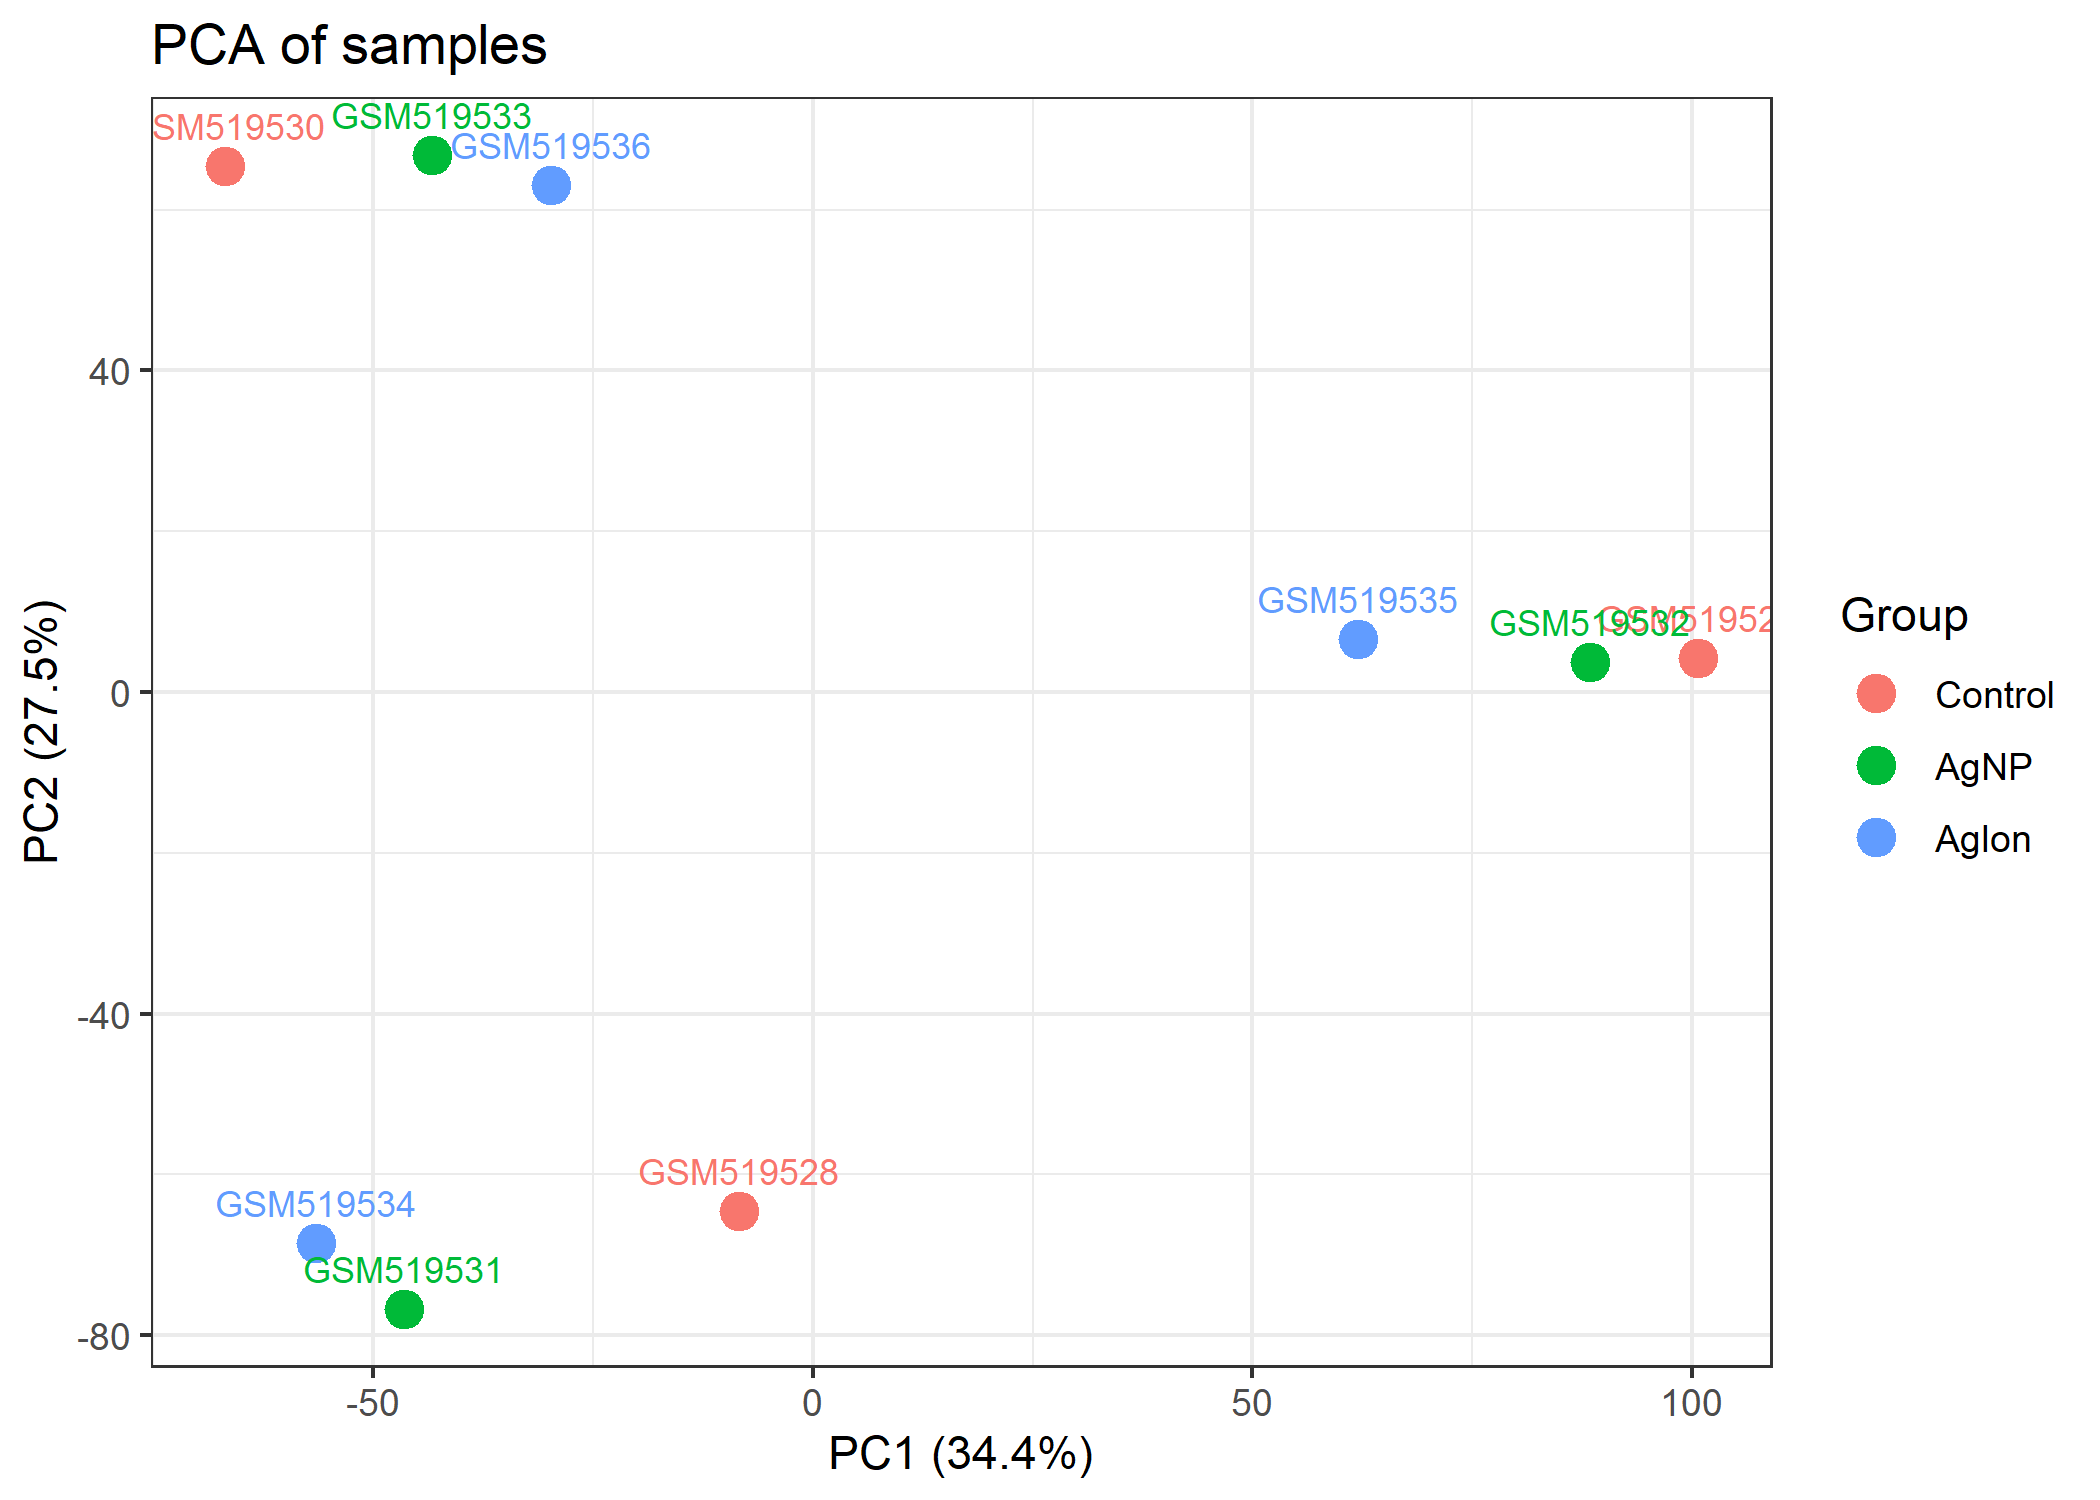 PCA of samples
SM519530
GSM519533
GSM519536
GSM519535
GSM519532
GSM51952
GSM519528
GSM519534
GSM519531
40
0
-40
-80
-50
0
50
100
PC1 (34.4%)
PC2 (27.5%)
Group
Control
AgNP
AgIon